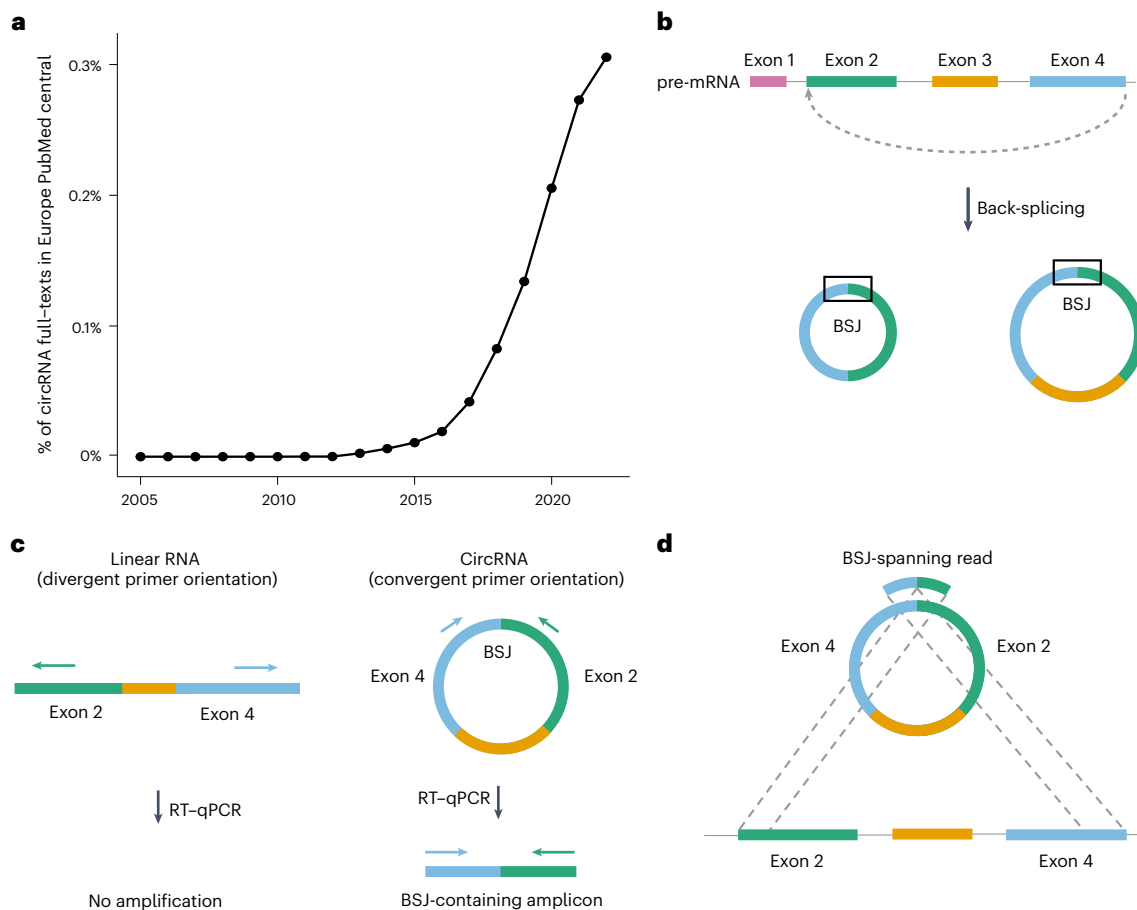 a
% of circRNA full-texts in Europe PubMed central
0.3%
0.2%
0.1%
0%
2005
2010
2015
2020
b
Exon 1
Exon 2
Exon 3
Exon 4
pre-mRNA
Back-splicing
BSJ
BSJ
c
Linear RNA
(divergent primer orientation)
Exon 2
Exon 4
RT–qPCR
No amplification
CircRNA
(convergent primer orientation)
BSJ
Exon 4
Exon 2
RT–qPCR
BSJ-containing amplicon
d
BSJ-spanning read
Exon 4
Exon 2
Exon 2
Exon 4